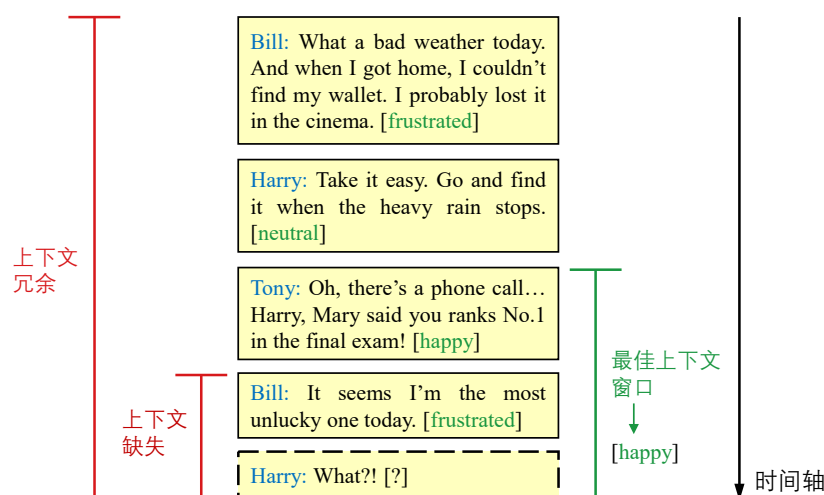 Bill: What a bad weather today.
And when I got home, I couldn’t
find my wallet. I probably lost it
in the cinema. [frustrated]
Harry: Take it easy. Go and find
it when the heavy rain stops.
[neutral]
上下文
冗余
Tony: Oh, there’s a phone call…
Harry, Mary said you ranks No.1
in the final exam! [happy]
最佳上下文
窗口
[happy]
Bill: It seems I’m the most
unlucky one today. [frustrated]
上下文
缺失
Harry: What?! [?]
时间轴